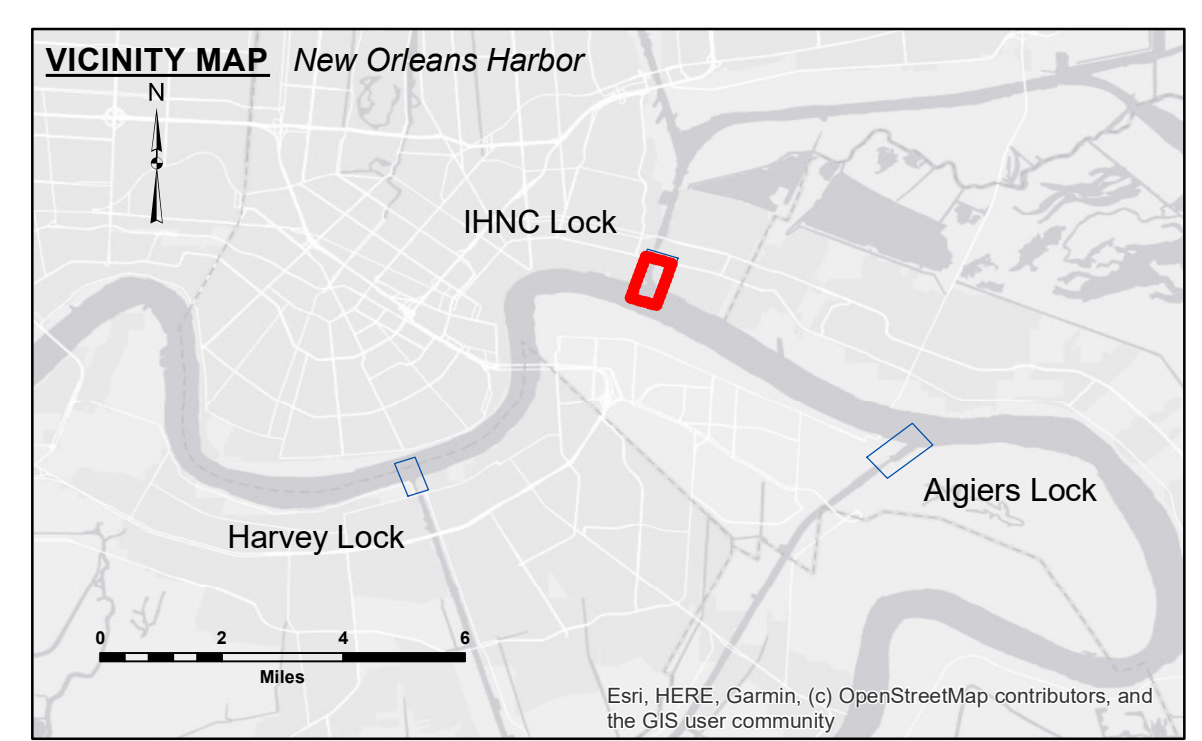 VICINITY MAP New Orleans Harbor
N
IHNC Lock
Algiers Lock
Harvey Lock
0 2 4 6
Miles
Esri, HERE, Garmin, (c) OpenStreetMap contributors, and
the GIS user community